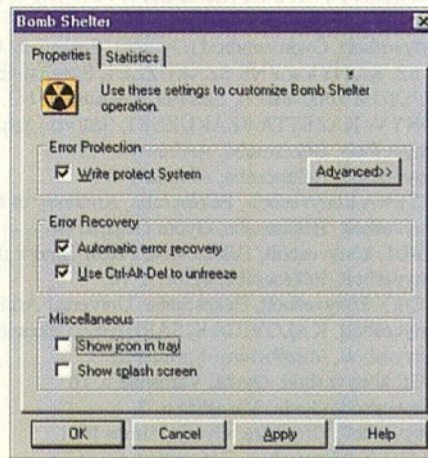 Bomb Shelter
Properties
Statistics
Use these settings to customize Bomb Shelter
operation.
Error Protection
Write protect System
Advanced>>
Error Recovery
Automatic error recovery
Use Ctrl-Alt-Del to unfreeze
Miscellaneous
Show icon in tray
Show splash screen
OK
Cancel
Apply
Help